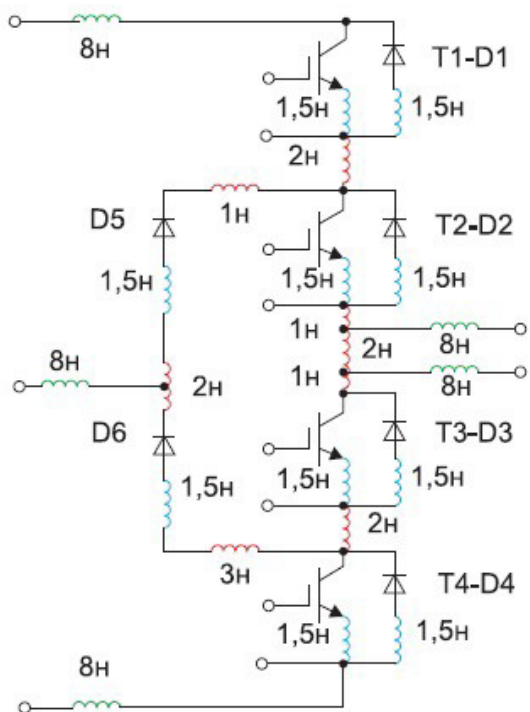 8н
T1-D1
1,5н
1,5н
2н
D5
1н
T2-D2
1,5н
1,5н
1,5н
1н
8н
2н
8н
2н
1н
8н
D6
T3-D3
1,5н
1,5н
1,5н
2н
3н
T4-D4
1,5н
1,5н
8н